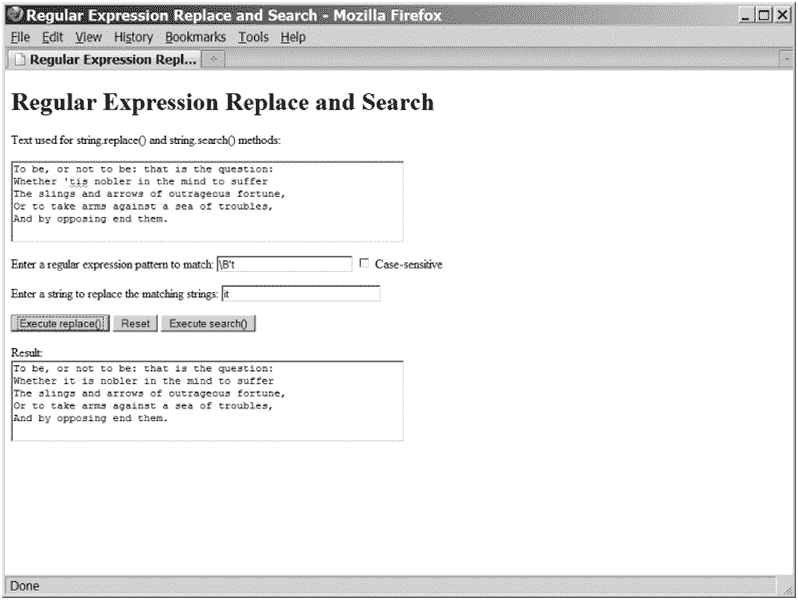 Regular Expression Replace and Search - Mozilla Firefox
File Edit View History Bookmarks Tools Help
Regular Expression Repl...
Regular Expression Replace and Search
Text used for string.replace() and string.search() methods:
To be, or not to be: that is the question:
Whether 'tis nobler in the mind to suffer
The slings and arrows of outrageous fortune,
Or to take arms against a sea of troubles,
And by opposing end them.
Enter a regular expression pattern to match: \B't Case-sensitive
Enter a string to replace the matching strings: it
Execute replace() Reset Execute search()
Result:
To be, or not to be: that is the question:
Whether it is nobler in the mind to suffer
The slings and arrows of outrageous fortune,
Or to take arms against a sea of troubles,
And by opposing end them.
Done